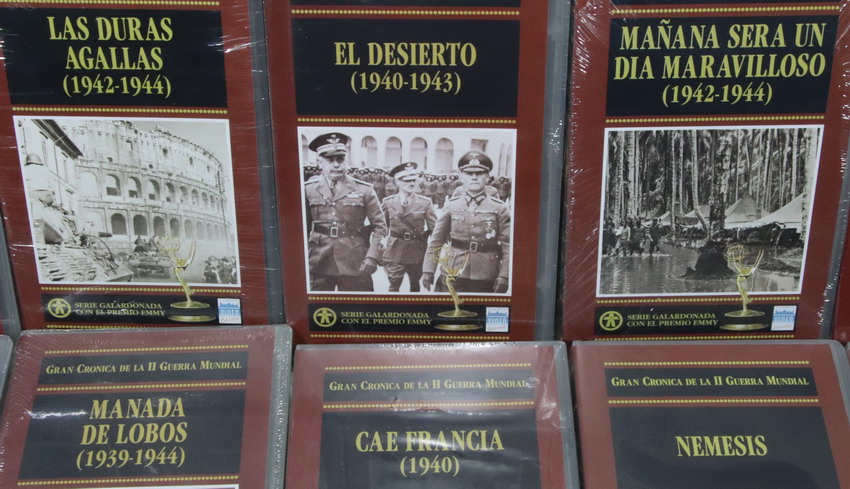 LAS DURAS
AGALLAS
(1942-1944)
SERIE GALARDONADA
CON EL PREMIO EMMY
EL DESIERTO
(1940-1943)
SERIE GALARDONADA
CON EL PREMIO EMMY
MAÑANA SERA UN
DIA MARAVILLOSO
(1942-1944)
SERIE GALARDONADA
CON EL PREMIO EMMY
GRAN CRONICA DE LA II GUERRA MUNDIAL
MANADA
DE LOBOS
(1939-1944)
GRAN CRONICA DE LA II GUERRA MUNDIAL
CAE FRANCIA
(1940)
GRAN CRONICA DE LA II GUERRA MUNDIAL
NEMESIS